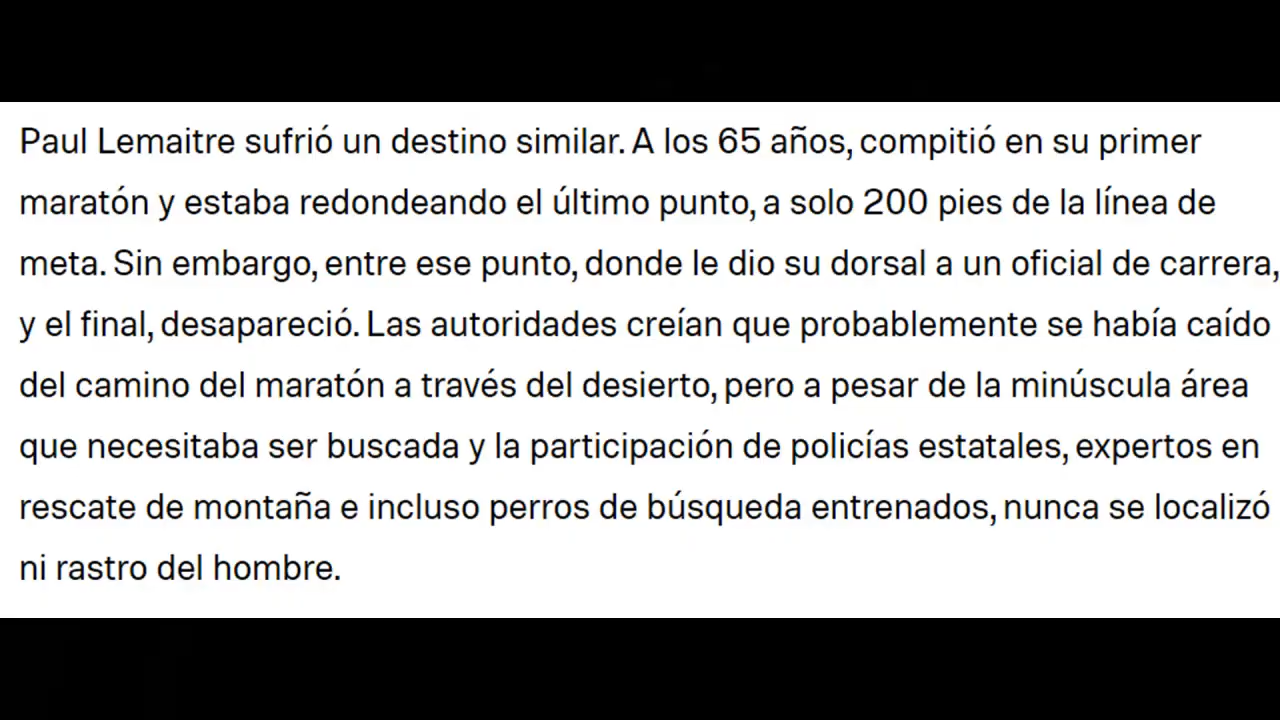 Paul Lemaitre sufrió un destino similar. A los 65 años, compitió en su primer
maratón y estaba redondeando el último punto, a solo 200 pies de la línea de
meta. Sin embargo, entre ese punto, donde le dio su dorsal a un oficial de carrera,
y el final, desapareció. Las autoridades creían que probablemente se había caído
del camino del maratón a través del desierto, pero a pesar de la minúscula área
que necesitaba ser buscada y la participación de policías estatales, expertos en
rescate de montaña e incluso perros de búsqueda entrenados, nunca se localizó
ni rastro del hombre.